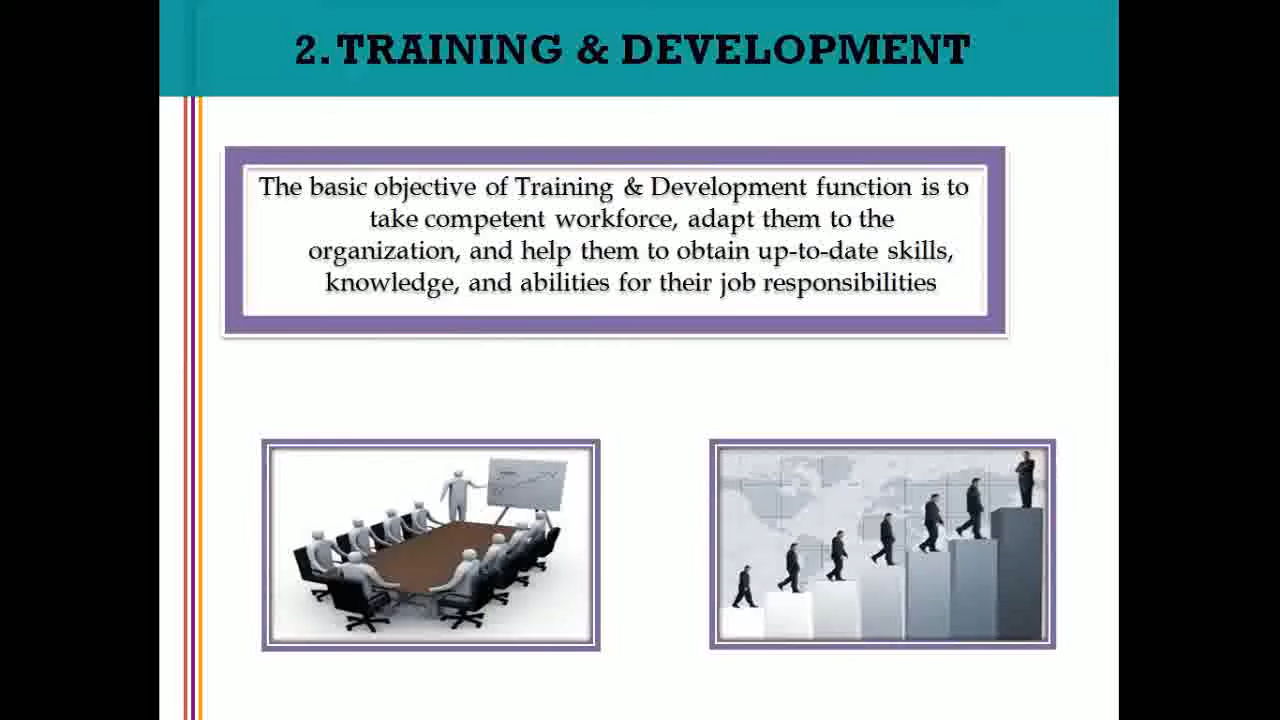 2. TRAINING & DEVELOPMENT
The basic objective of Training & Development function is to
take competent workforce, adapt them to the
organization, and help them to obtain up-to-date skills,
knowledge, and abilities for their job responsibilities